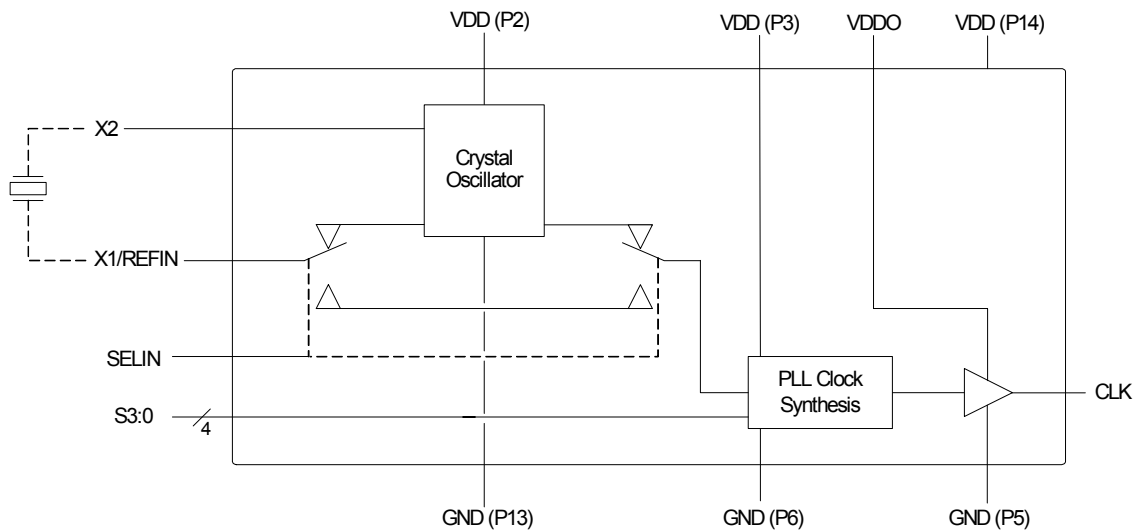 VDD (P2)
VDD (P3)
VDDO
VDD (P14)
X2
Crystal
Oscillator
X1/REFIN
SELIN
PLL Clock
Synthesis
CLK
S3:0
4
GND (P13)
GND (P6)
GND (P5)